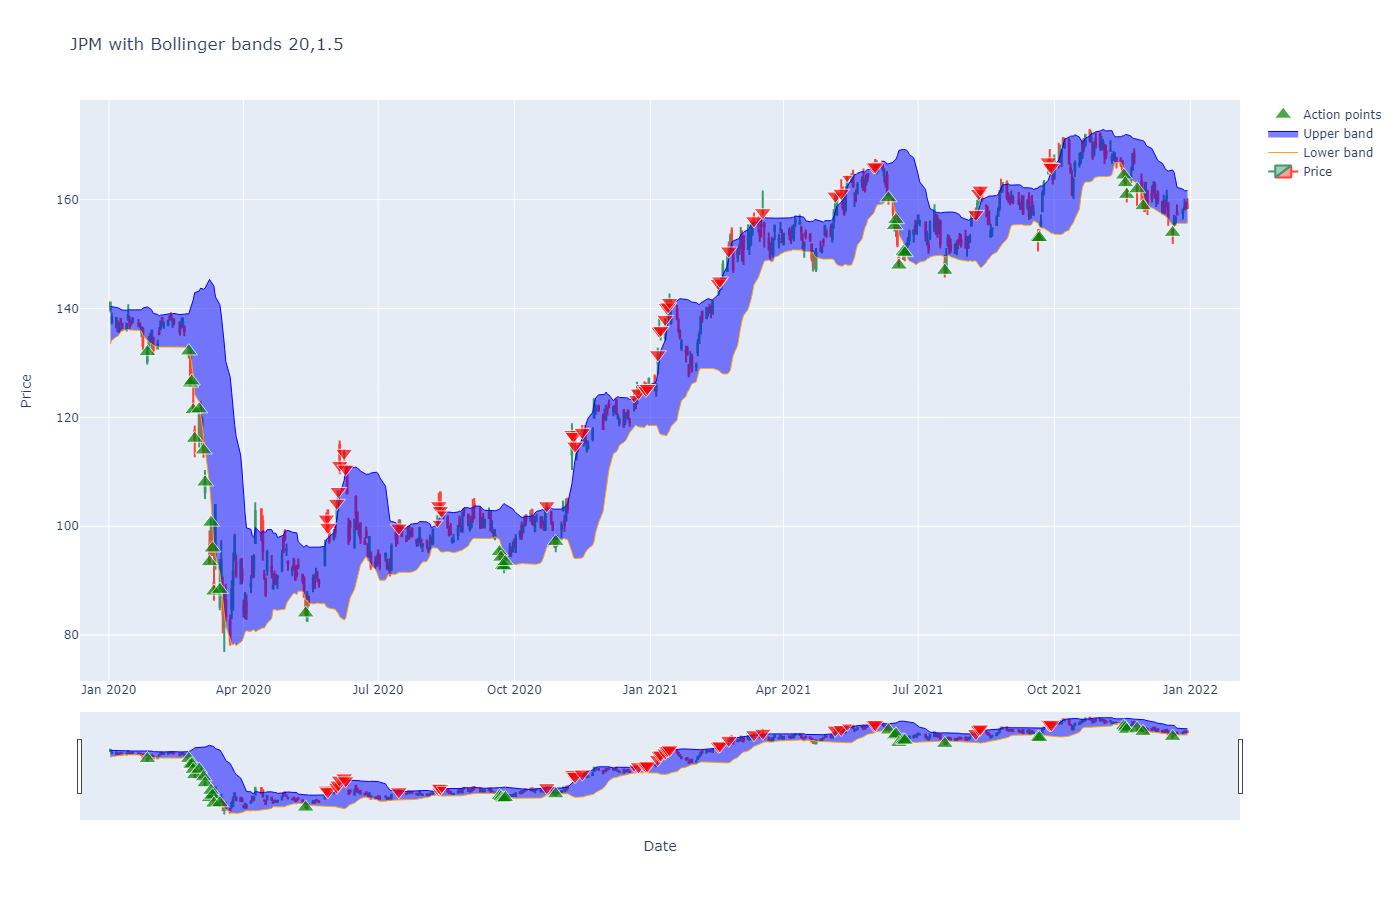 JPM with Bollinger bands 20,1.5
Action points
Upper band
Lower band
Price
Price
160
140
120
100
80
Jan 2020 Apr 2020 Jul 2020 Oct 2020 Jan 2021 Apr 2021 Jul 2021 Oct 2021 Jan 2022
Date